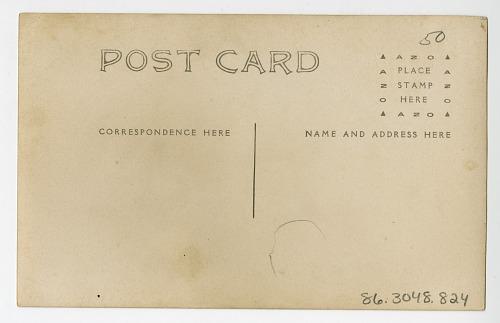 50
POST CARD
▲ AZO ▲
A PLACE A
N STAMP N
O HERE O
▲ AZO ▲
CORRESPONDENCE HERE
NAME AND ADDRESS HERE
86.3048.824